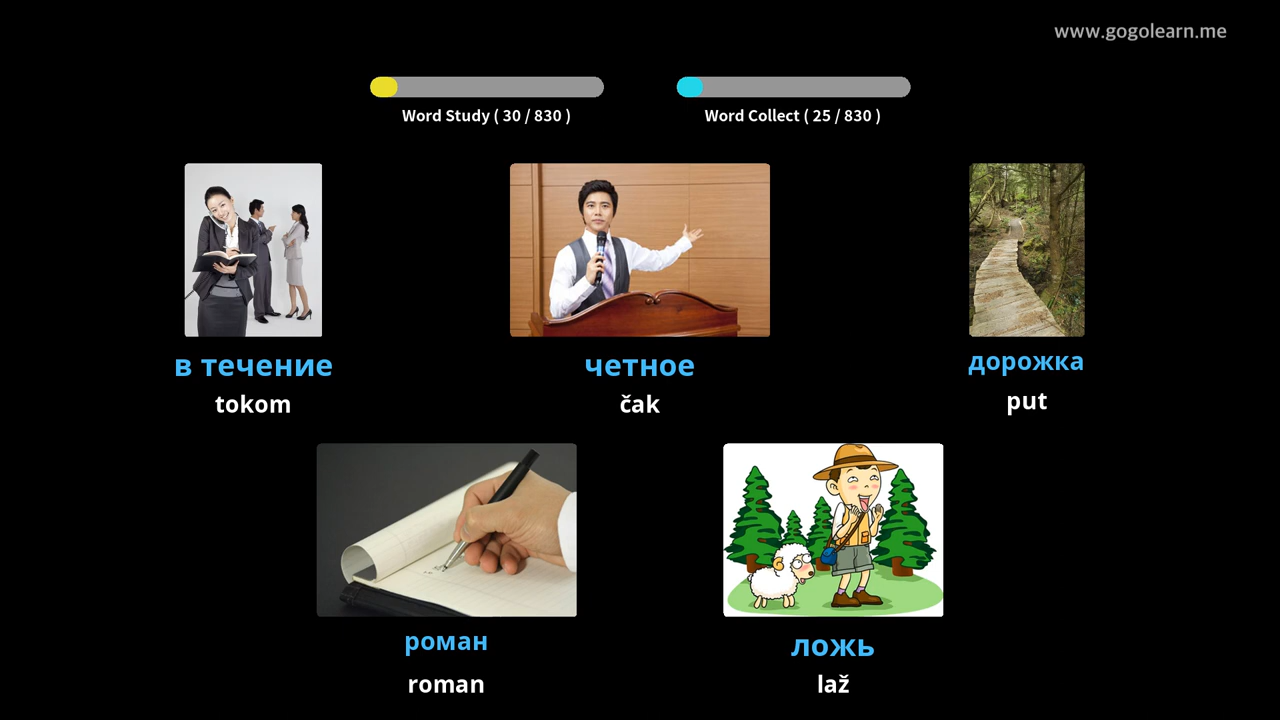 www.gogolearn.me
Word Study ( 30 / 830 )
Word Collect ( 25 / 830 )
в течение
tokom
четное
čak
дорожка
put
роман
roman
ложь
laž